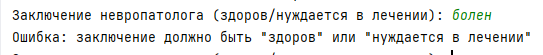 Заключение невропатолога (здоров/нуждается в лечении): болен
Ошибка: заключение должно быть "здоров" или "нуждается в лечении"